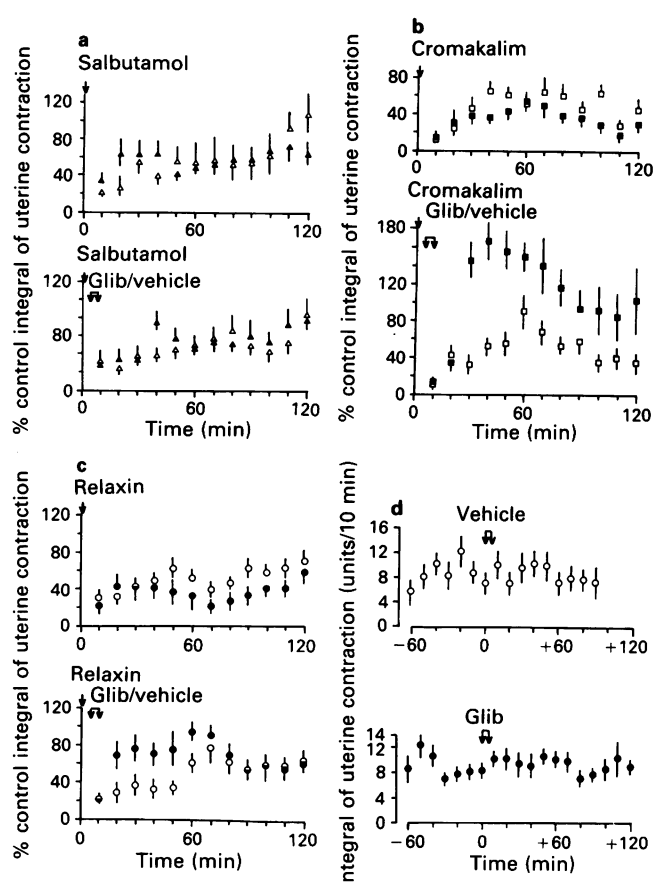 a
Salbutamol
120
80
40
0
0
60
120
Salbutamol
Glib/vehicle
120
80
0
0
60
120
Time (min)
% control integral of uterine contraction
b
Cromakalim
80
40
0
0
60
120
Cromakalim
Glib/vehicle
180
120
80
40
0
0
60
120
Time (min)
% control integral of uterine contraction
c
Relaxin
120
80
40
0
0
60
120
Relaxin
Glib/vehicle
120
80
40
0
0
60
120
Time (min)
% control integral of uterine contraction
d
Vehicle
16
12
8
4
0
−60
0
+60
+120
Glib
14
12
8
4
0
−60
0
+60
+120
Time (min)
ntegral of uterine contraction (units/10 min)